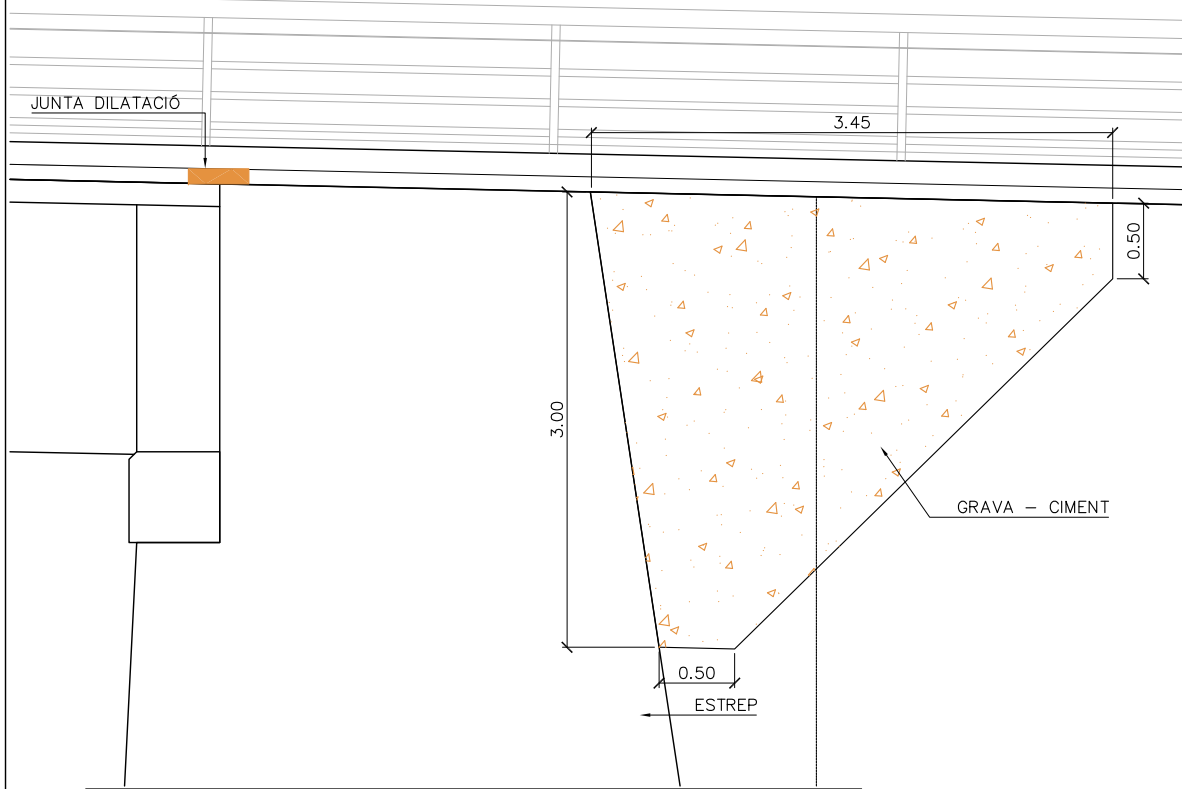 JUNTA DILATACIÓ
3.45
0.50
3.00
GRAVA – CIMENT
0.50
ESTREP